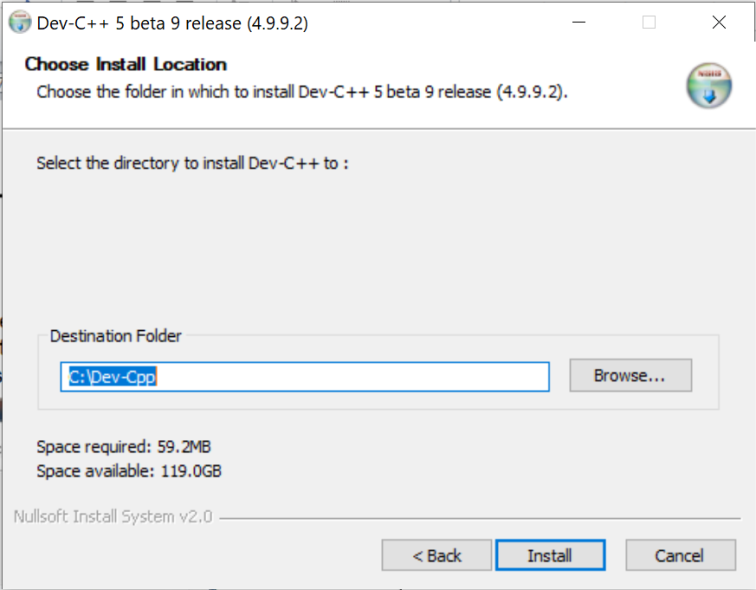 Dev-C++ 5 beta 9 release (4.9.9.2)
Choose Install Location
Choose the folder in which to install Dev-C++ 5 beta 9 release (4.9.9.2).
Select the directory to install Dev-C++ to :
Destination Folder
C:\Dev-Cpp
Browse...
Space required: 59.2MB
Space available: 119.0GB
Nullsoft Install System v2.0
< Back
Install
Cancel